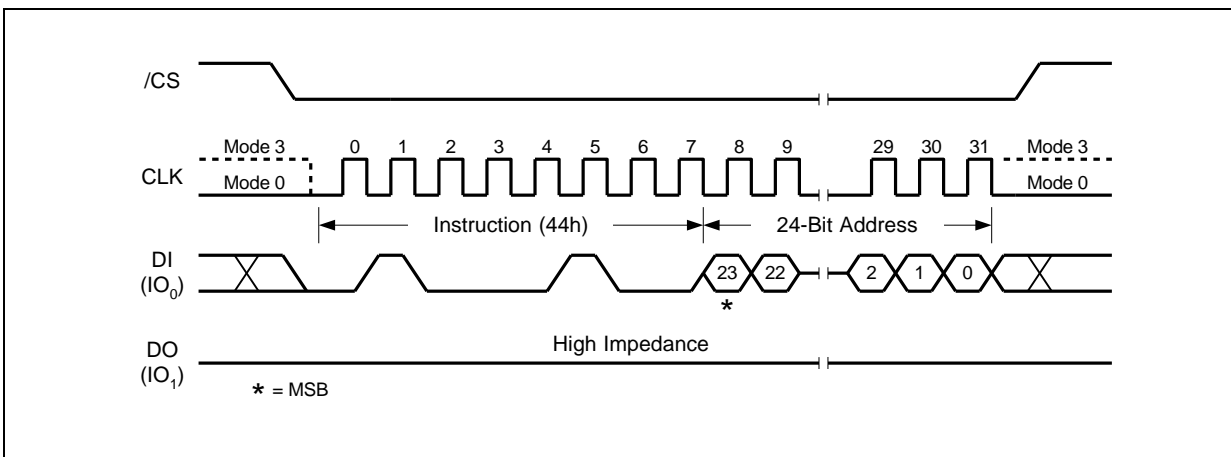 /CS
Mode 3 0 1 2 3 4 5 6 7 8 9 29 30 31 Mode 3
CLK Mode 0 Mode 0
Instruction (44h) 24-Bit Address
DI
(IO0) 23 22 2 1 0
*
High Impedance
DO
(IO1)
* = MSB